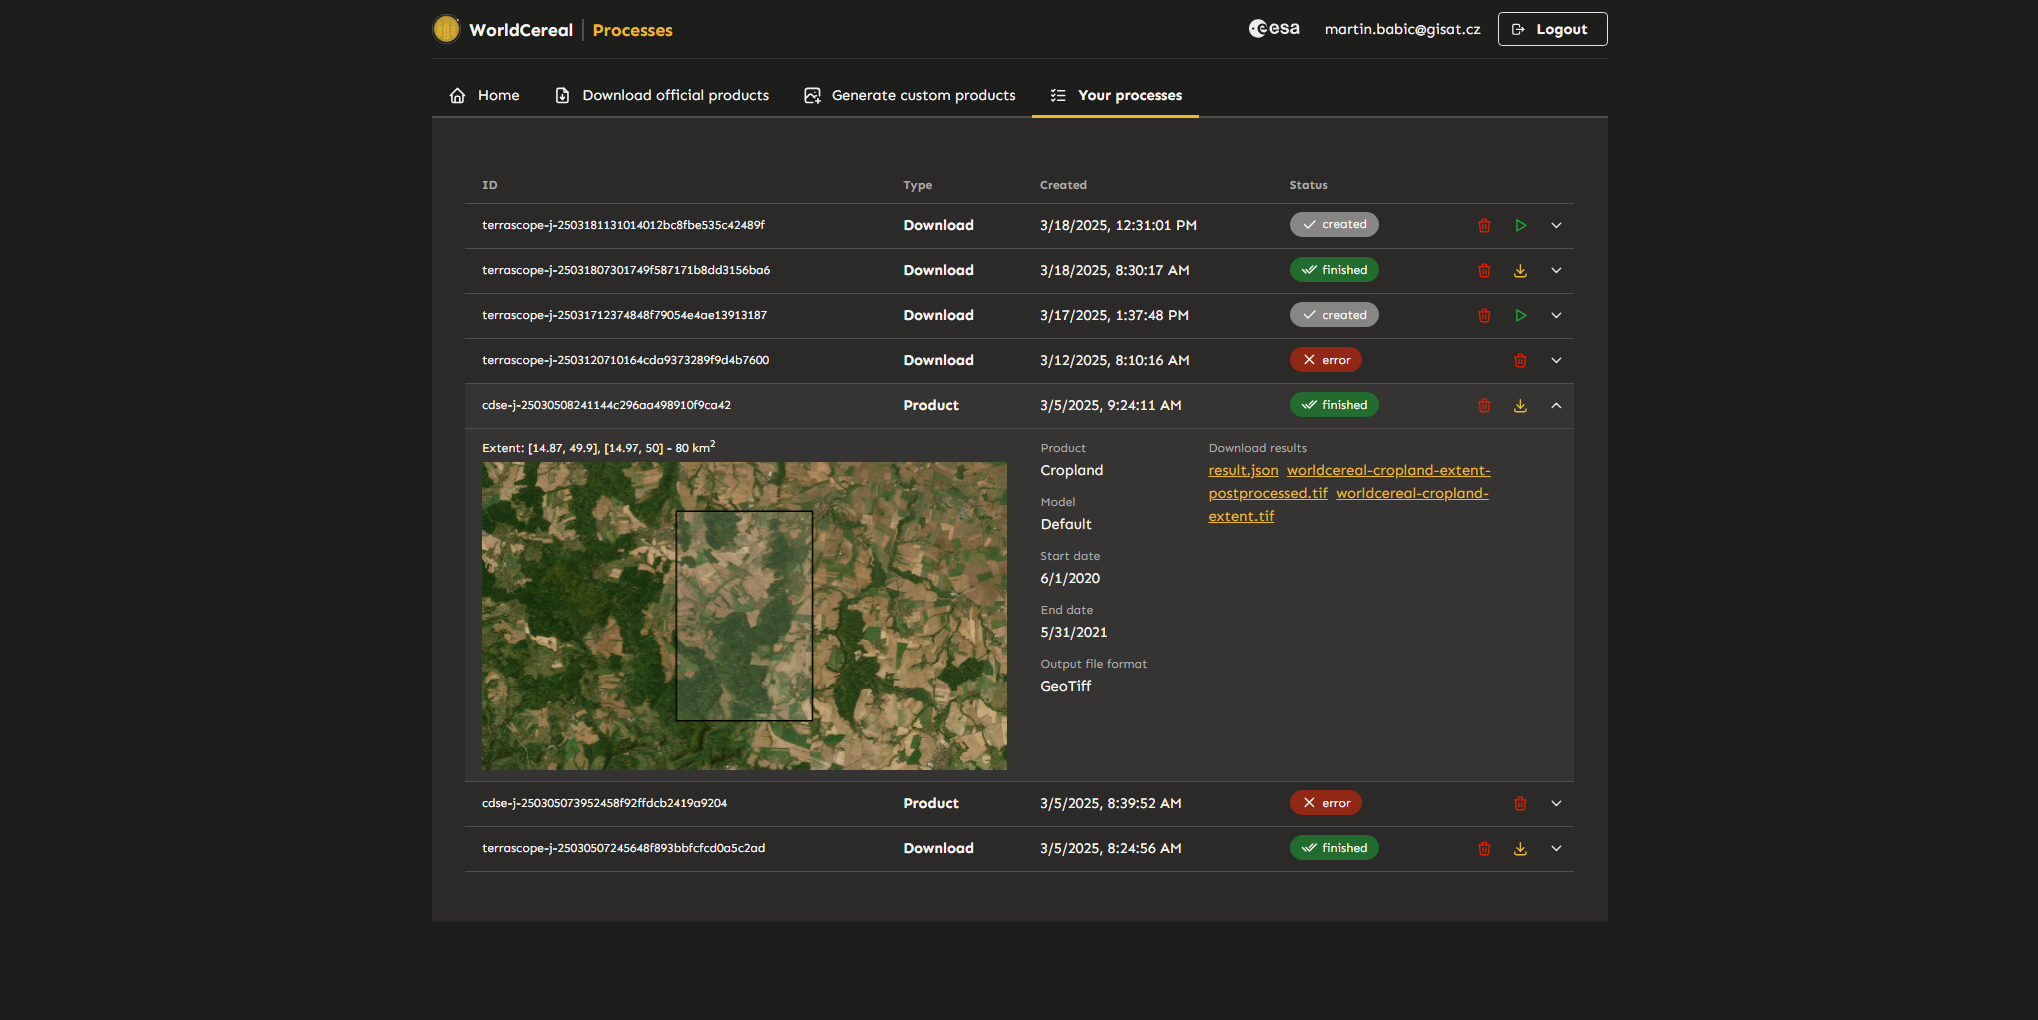 WorldCereal | Processes
esa
martin.babic@gisat.cz
Logout
Home
Download official products
Generate custom products
Your processes
ID Type Created Status
terrascope-j-2503181131014012bc8fbe535c42489f Download 3/18/2025, 12:31:01 PM created
terrascope-j-25031807301749f587171b8dd3156ba6 Download 3/18/2025, 8:30:17 AM finished
terrascope-j-25031712374848f79054e4ae13913187 Download 3/17/2025, 1:37:48 PM created
terrascope-j-2503120710164cda9373289f9d4b7600 Download 3/12/2025, 8:10:16 AM error
cdse-j-25030508241144c296aa498910f9ca42 Product 3/5/2025, 9:24:11 AM finished
Extent: [14.87, 49.9], [14.97, 50] - 80 km²
Product
Cropland
Model
Default
Start date
6/1/2020
End date
5/31/2021
Output file format
GeoTiff
Download results
result.json worldcereal-cropland-extent-
postprocessed.tif worldcereal-cropland-
extent.tif
cdse-j-250305073952458f92ffdcb2419a9204 Product 3/5/2025, 8:39:52 AM error
terrascope-j-25030507245648f893bbfcfcd0a5c2ad Download 3/5/2025, 8:24:56 AM finished